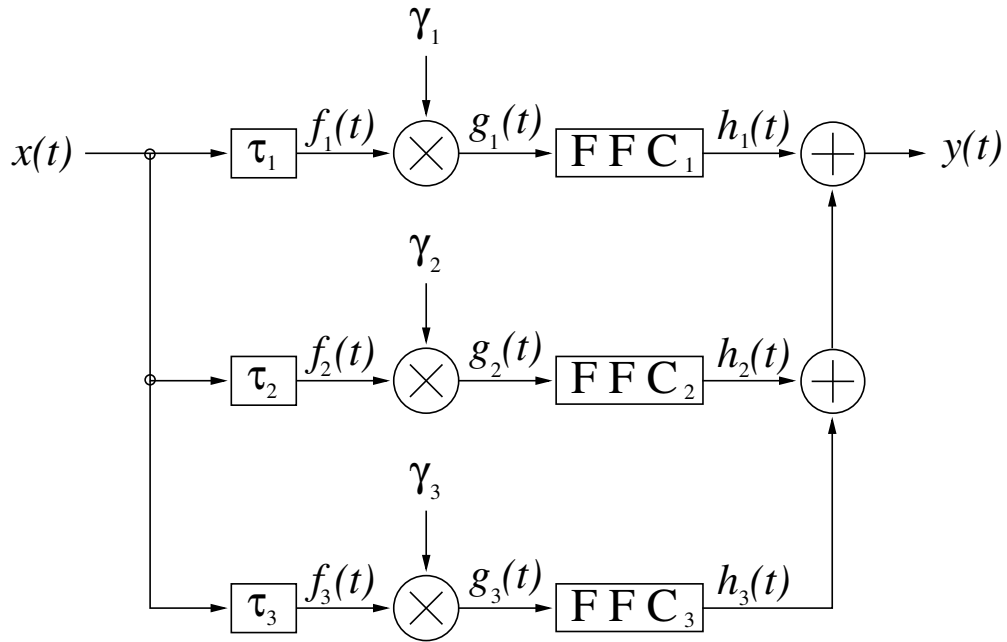 γ₁
x(t) τ₁ f₁(t) g₁(t) FFC₁ h₁(t) y(t)
γ₂
τ₂ f₂(t) g₂(t) FFC₂ h₂(t)
γ₃
τ₃ f₃(t) g₃(t) FFC₃ h₃(t)